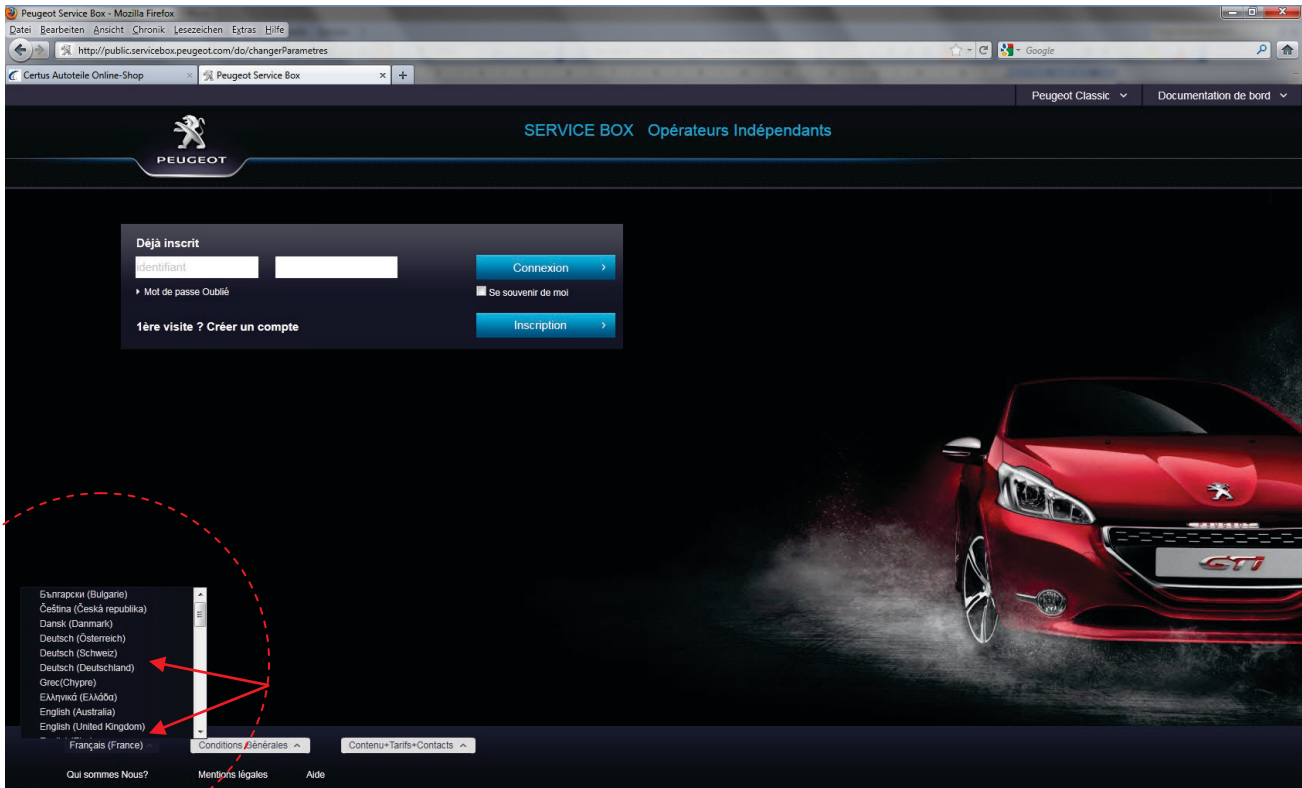 Peugeot Service Box - Mozilla Firefox
Datei Bearbeiten Ansicht Chronik Lesezeichen Extras Hilfe
http://public.servicebox.peugeot.com/do/changerParametres
Google
Certus Autoteile Online-Shop
Peugeot Service Box
Peugeot Classic
Documentation de bord
PEUGEOT
SERVICE BOX Opérateurs Indépendants
Déjà inscrit
identifiant
Connexion
Mot de passe Oublié
Se souvenir de moi
1ère visite ? Créer un compte
Inscription
PEUGEOT
GTi
Български (Bulgarie)
Čeština (Česká republika)
Dansk (Danmark)
Deutsch (Österreich)
Deutsch (Schweiz)
Deutsch (Deutschland)
Grec(Chypre)
Ελληνικά (Ελλάδα)
English (Australia)
English (United Kingdom)
Français (France)
Conditions Générales
Contenu+Tarifs+Contacts
Qui sommes Nous?
Mentions légales
Aide